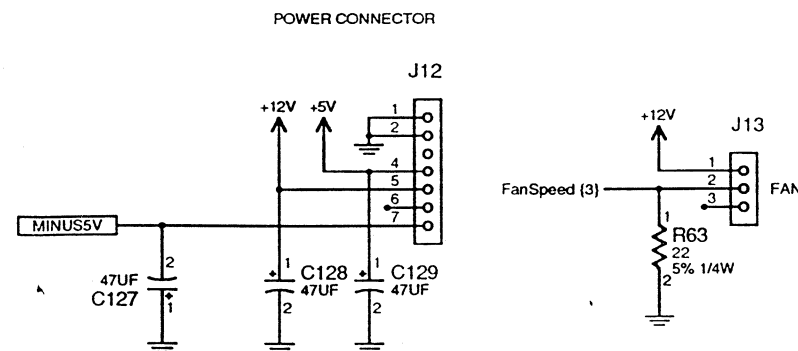 POWER CONNECTOR
J12
+12V
+5V
1
2
4
5
6
7
MINUS5V
2
47UF
C127
1
1
C128
47UF
2
1
C129
47UF
2
+12V
J13
1
FanSpeed {3}
2
FAN
3
1
R63
22
5% 1/4W
2